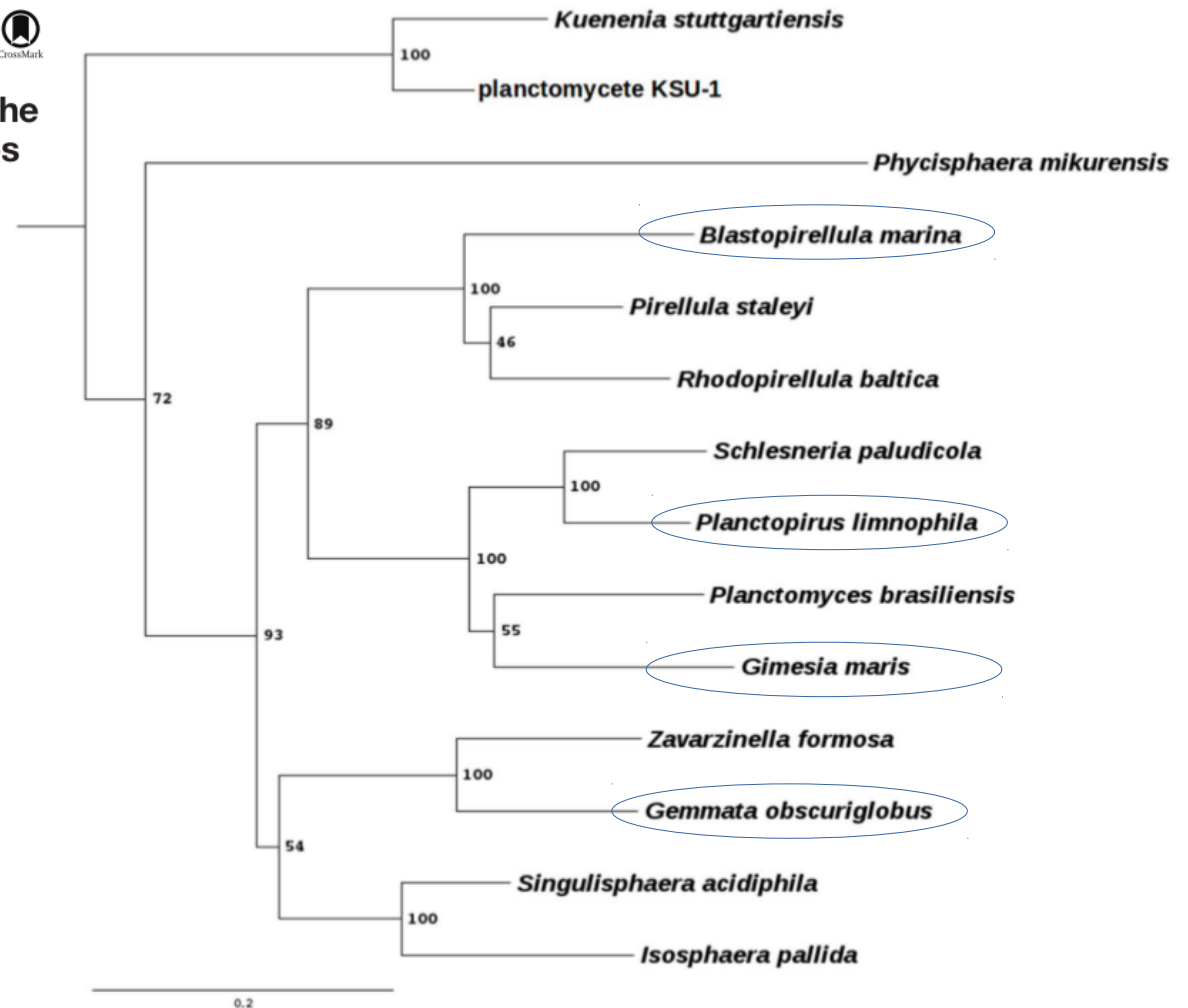 CrossMark
he
s
Kuenenia stuttgartiensis
100
planctomycete KSU-1
Phycisphaera mikurensis
Blastopirellula marina
100
Pirellula staleyi
46
Rhodopirellula baltica
72
89
Schlesneria paludicola
100
Planctopirus limnophila
100
Planctomyces brasiliensis
55
93
Gimesia maris
Zavarzinella formosa
100
Gemmata obscuriglobus
54
Singulisphaera acidiphila
100
Isosphaera pallida
0.2